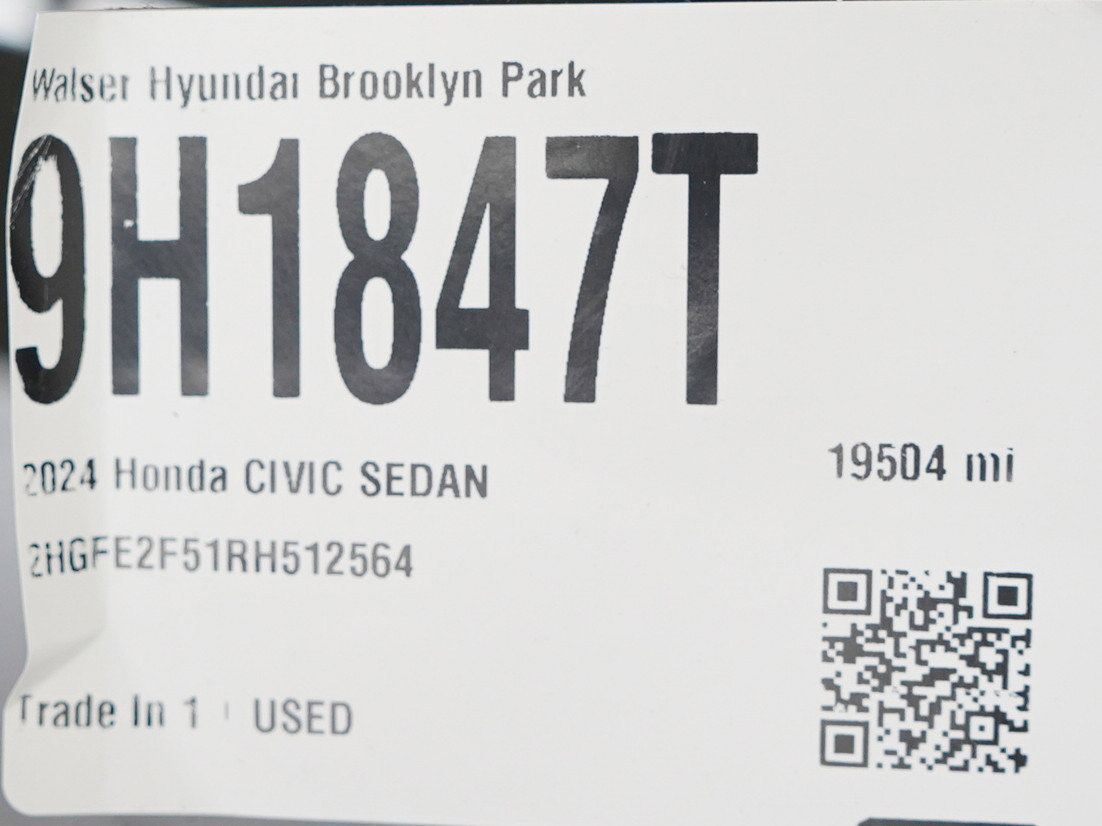 Walser Hyundai Brooklyn Park
9H1847T
2024 Honda CIVIC SEDAN
19504 mi
2HGFE2F51RH512564
Trade In 1 | USED